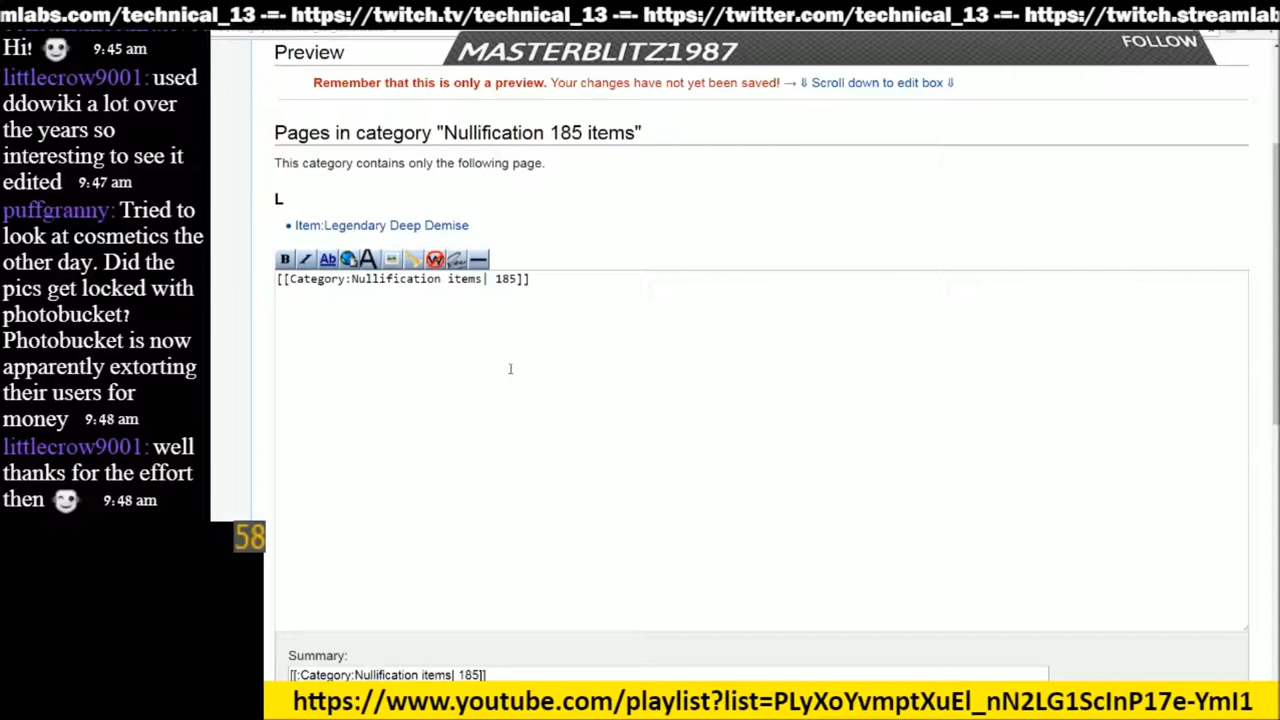 mlabs.com/technical_13 -=- https://twitch.tv/technical_13 -=- https://twitter.com/technical_13 -=- https://twitch.streamlab
Hi! 9:45 am
littlecrow9001: used
ddowiki a lot over
the years so
interesting to see it
edited 9:47 am
puffgranny: Tried to
look at cosmetics the
other day. Did the
pics get locked with
photobucket?
Photobucket is now
apparently extorting
their users for
money 9:48 am
littlecrow9001: well
thanks for the effort
then 9:48 am
58
Preview
MASTERBLITZ1987
FOLLOW
Remember that this is only a preview. Your changes have not yet been saved! → ⇓ Scroll down to edit box ⇓
Pages in category "Nullification 185 items"
This category contains only the following page.
L
• Item:Legendary Deep Demise
B I Ab A W
[[Category:Nullification items| 185]]
Summary:
[[:Category:Nullification items| 185]]
https://www.youtube.com/playlist?list=PLyXoYvmptXuEl_nN2LG1ScInP17e-YmI1